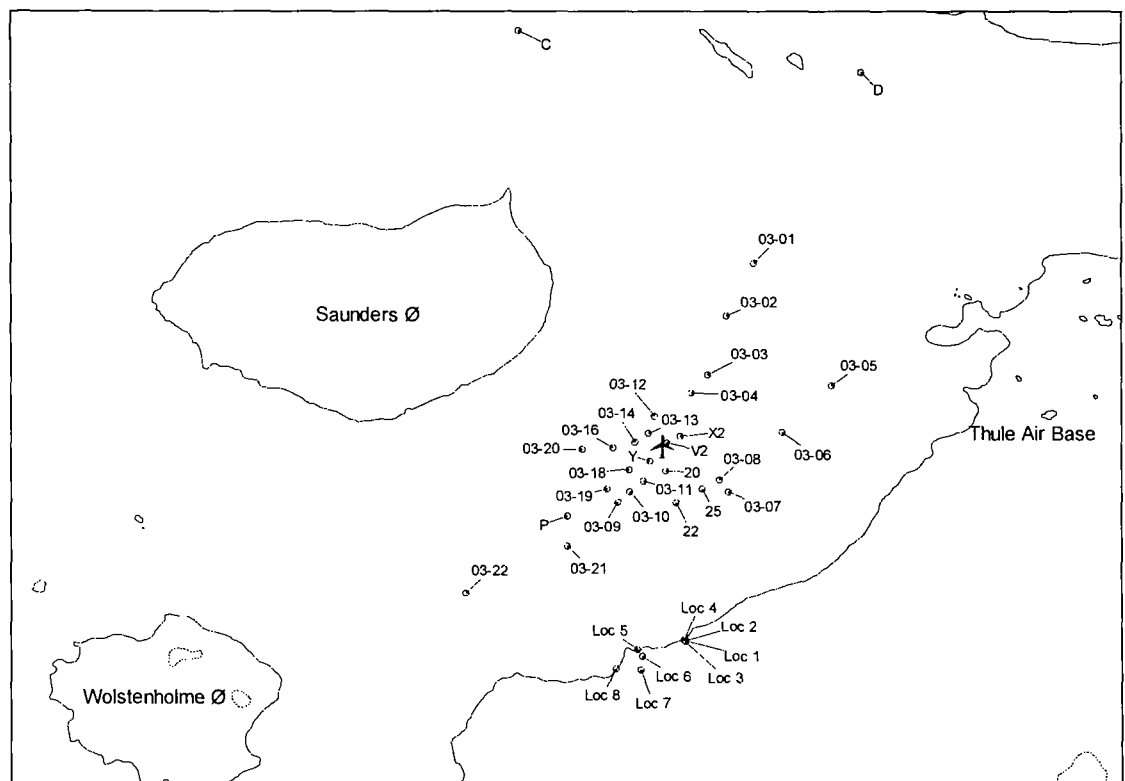 C
D
03-01
03-02
Saunders Ø
03-03
03-05
03-12
03-04
03-14
03-13
03-16
X2
Thule Air Base
03-20
V2
03-06
Y
03-18
20
03-08
03-19
03-11
03-07
P
03-09
03-10
25
22
03-21
03-22
Loc 4
Loc 5
Loc 2
Loc 1
Loc 6
Loc 3
Wolstenholme Ø
Loc 8
Loc 7